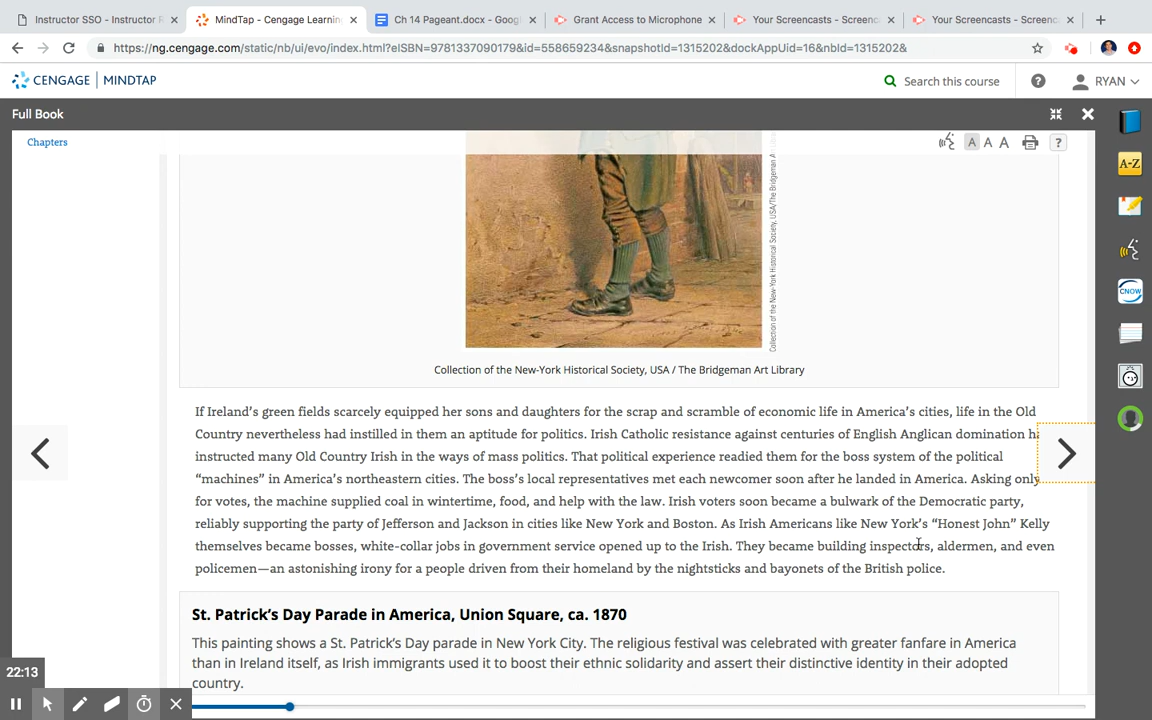 Instructor SSO - Instructor R
MindTap - Cengage Learning
Ch 14 Pageant.docx - Google
Grant Access to Microphone
Your Screencasts - Screenc
Your Screencasts - Screenc
https://ng.cengage.com/static/nb/ui/evo/index.html?eISBN=9781337090179&id=558659234&snapshotId=1315202&dockAppUid=16&nbId=1315202&
CENGAGE | MINDTAP
Search this course
?
RYAN
Full Book
Chapters
A A A ?
A-Z
CNOW
Collection of the New-York Historical Society, USA/The Bridgeman
Collection of the New-York Historical Society, USA / The Bridgeman Art Library
If Ireland's green fields scarcely equipped her sons and daughters for the scrap and scramble of economic life in America's cities, life in the Old
Country nevertheless had instilled in them an aptitude for politics. Irish Catholic resistance against centuries of English Anglican domination ha
instructed many Old Country Irish in the ways of mass politics. That political experience readied them for the boss system of the political
“machines” in America's northeastern cities. The boss's local representatives met each newcomer soon after he landed in America. Asking only
for votes, the machine supplied coal in wintertime, food, and help with the law. Irish voters soon became a bulwark of the Democratic party,
reliably supporting the party of Jefferson and Jackson in cities like New York and Boston. As Irish Americans like New York's “Honest John” Kelly
themselves became bosses, white-collar jobs in government service opened up to the Irish. They became building inspectors, aldermen, and even
policemen—an astonishing irony for a people driven from their homeland by the nightsticks and bayonets of the British police.
St. Patrick's Day Parade in America, Union Square, ca. 1870
This painting shows a St. Patrick's Day parade in New York City. The religious festival was celebrated with greater fanfare in America
than in Ireland itself, as Irish immigrants used it to boost their ethnic solidarity and assert their distinctive identity in their adopted
country.
22:13